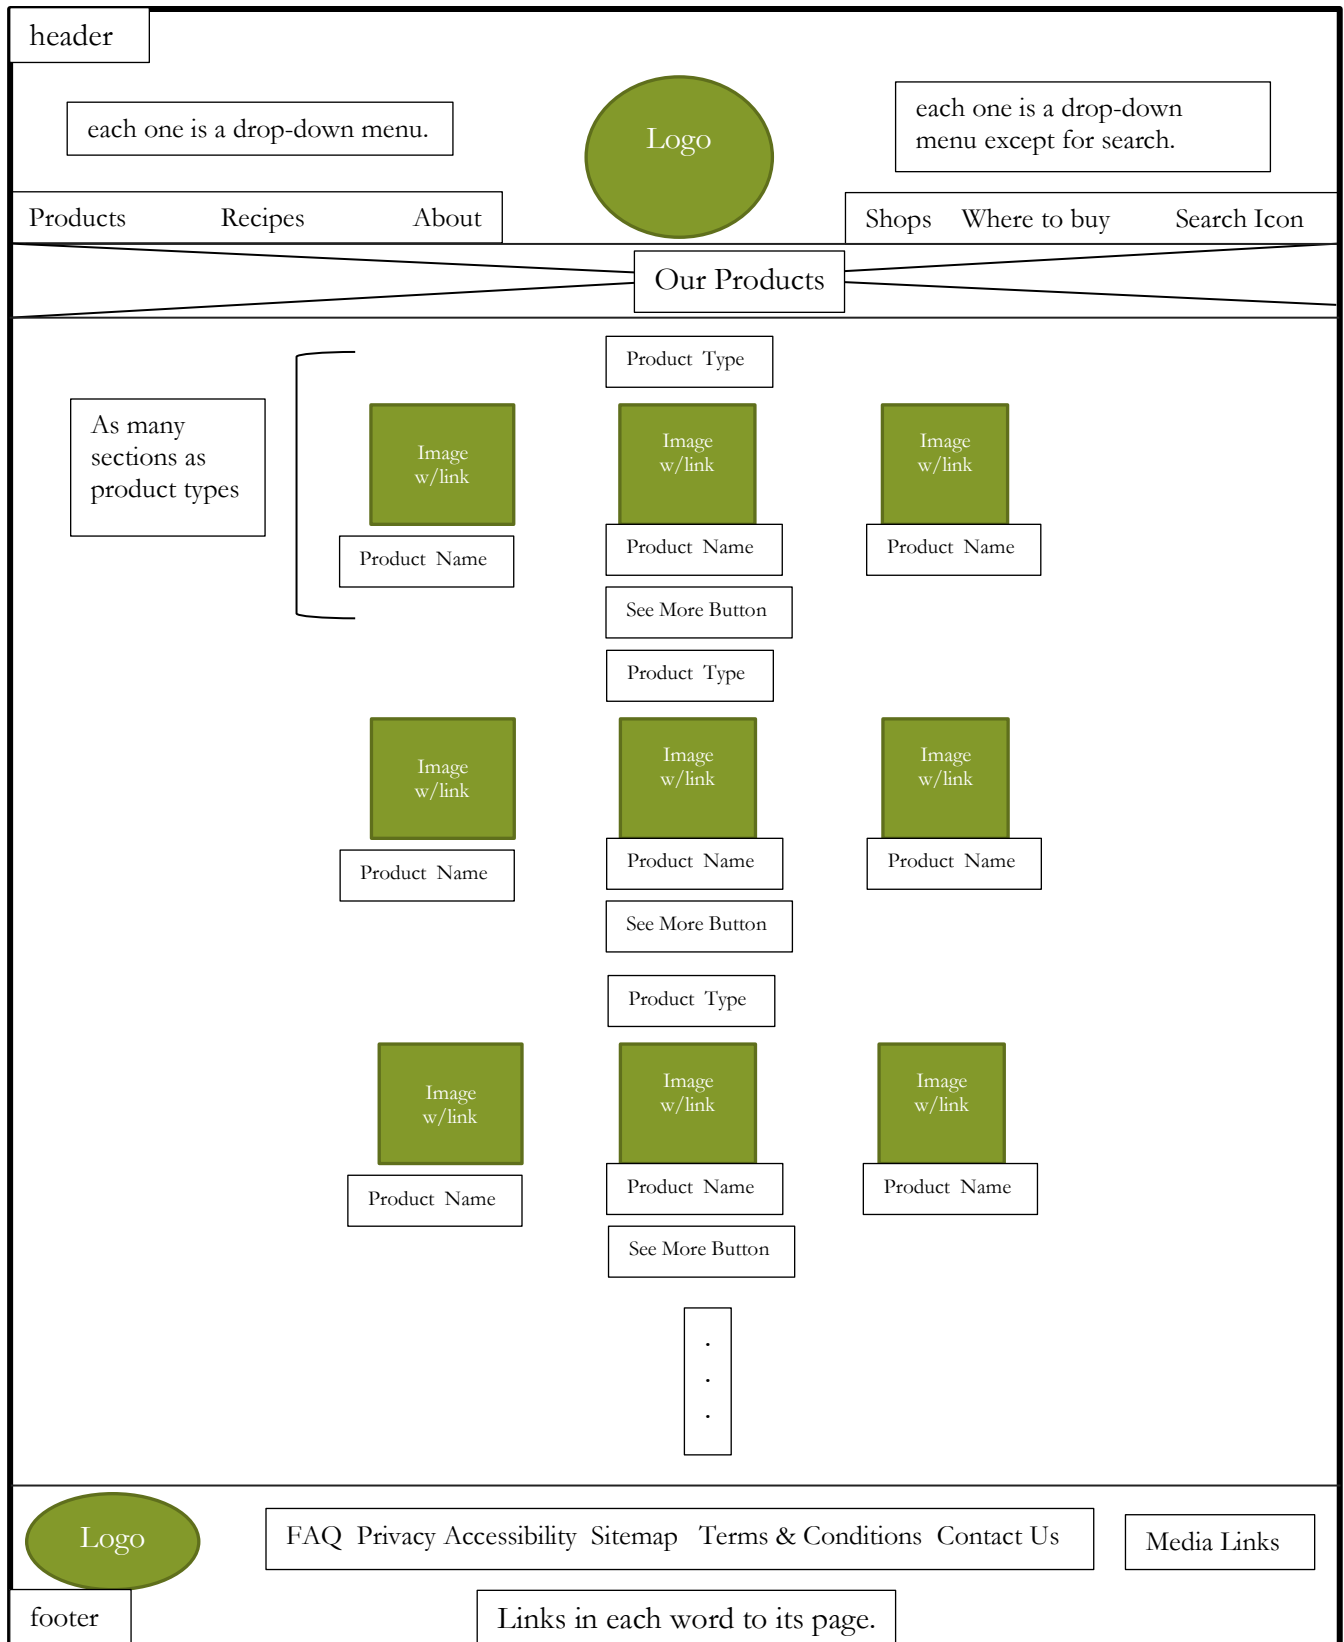 header
each one is a drop-down menu.
Logo
each one is a drop-down
menu except for search.
Products Recipes About
Shops Where to buy Search Icon
Our Products
Product Type
As many
sections as
product types
Image
w/link
Image
w/link
Image
w/link
Product Name
Product Name
Product Name
See More Button
Product Type
Image
w/link
Image
w/link
Image
w/link
Product Name
Product Name
Product Name
See More Button
Product Type
Image
w/link
Image
w/link
Image
w/link
Product Name
Product Name
Product Name
See More Button
.
.
.
Logo
FAQ Privacy Accessibility Sitemap Terms & Conditions Contact Us
Media Links
footer
Links in each word to its page.